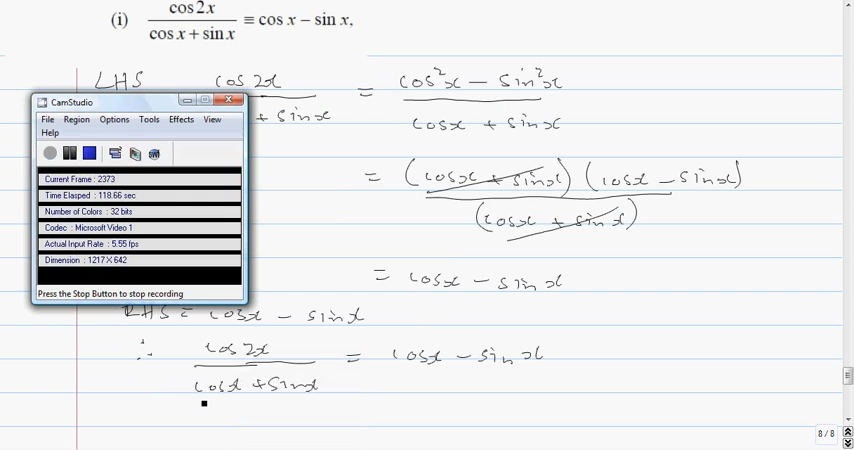 (i) cos 2x / cos x + sin x ≡ cos x − sin x,
LHS cos 2x = cos²x − sin²x
+ sin x cos x + sin x
= (cos x + sin x) (cos x − sin x)
(cos x + sin x)
= cos x − sin x
RHS = cos x − sin x
∴ cos 2x = cos x − sin x
cos x + sin x
CamStudio
File Region Options Tools Effects View
Help
Current Frame : 2373
Time Elasped : 118.66 sec
Number of Colors : 32 bits
Codec : Microsoft Video 1
Actual Input Rate : 5.55 fps
Dimension : 1217 X 642
Press the Stop Button to stop recording
8 / 8